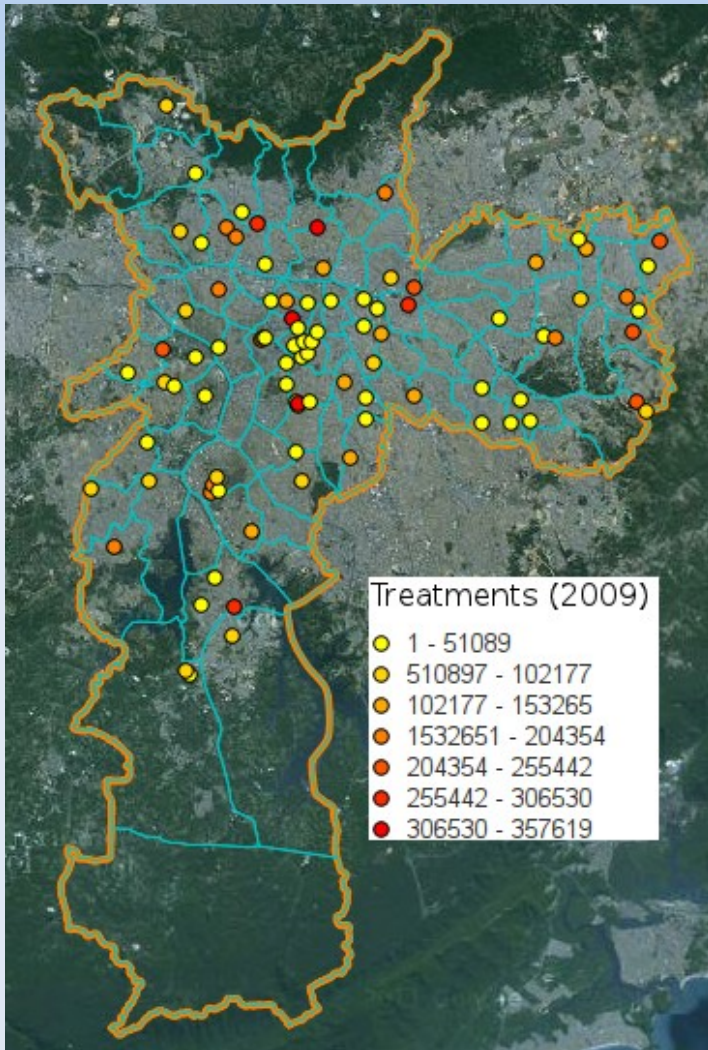 Treatments (2009)
1 - 51089
510897 - 102177
102177 - 153265
1532651 - 204354
204354 - 255442
255442 - 306530
306530 - 357619